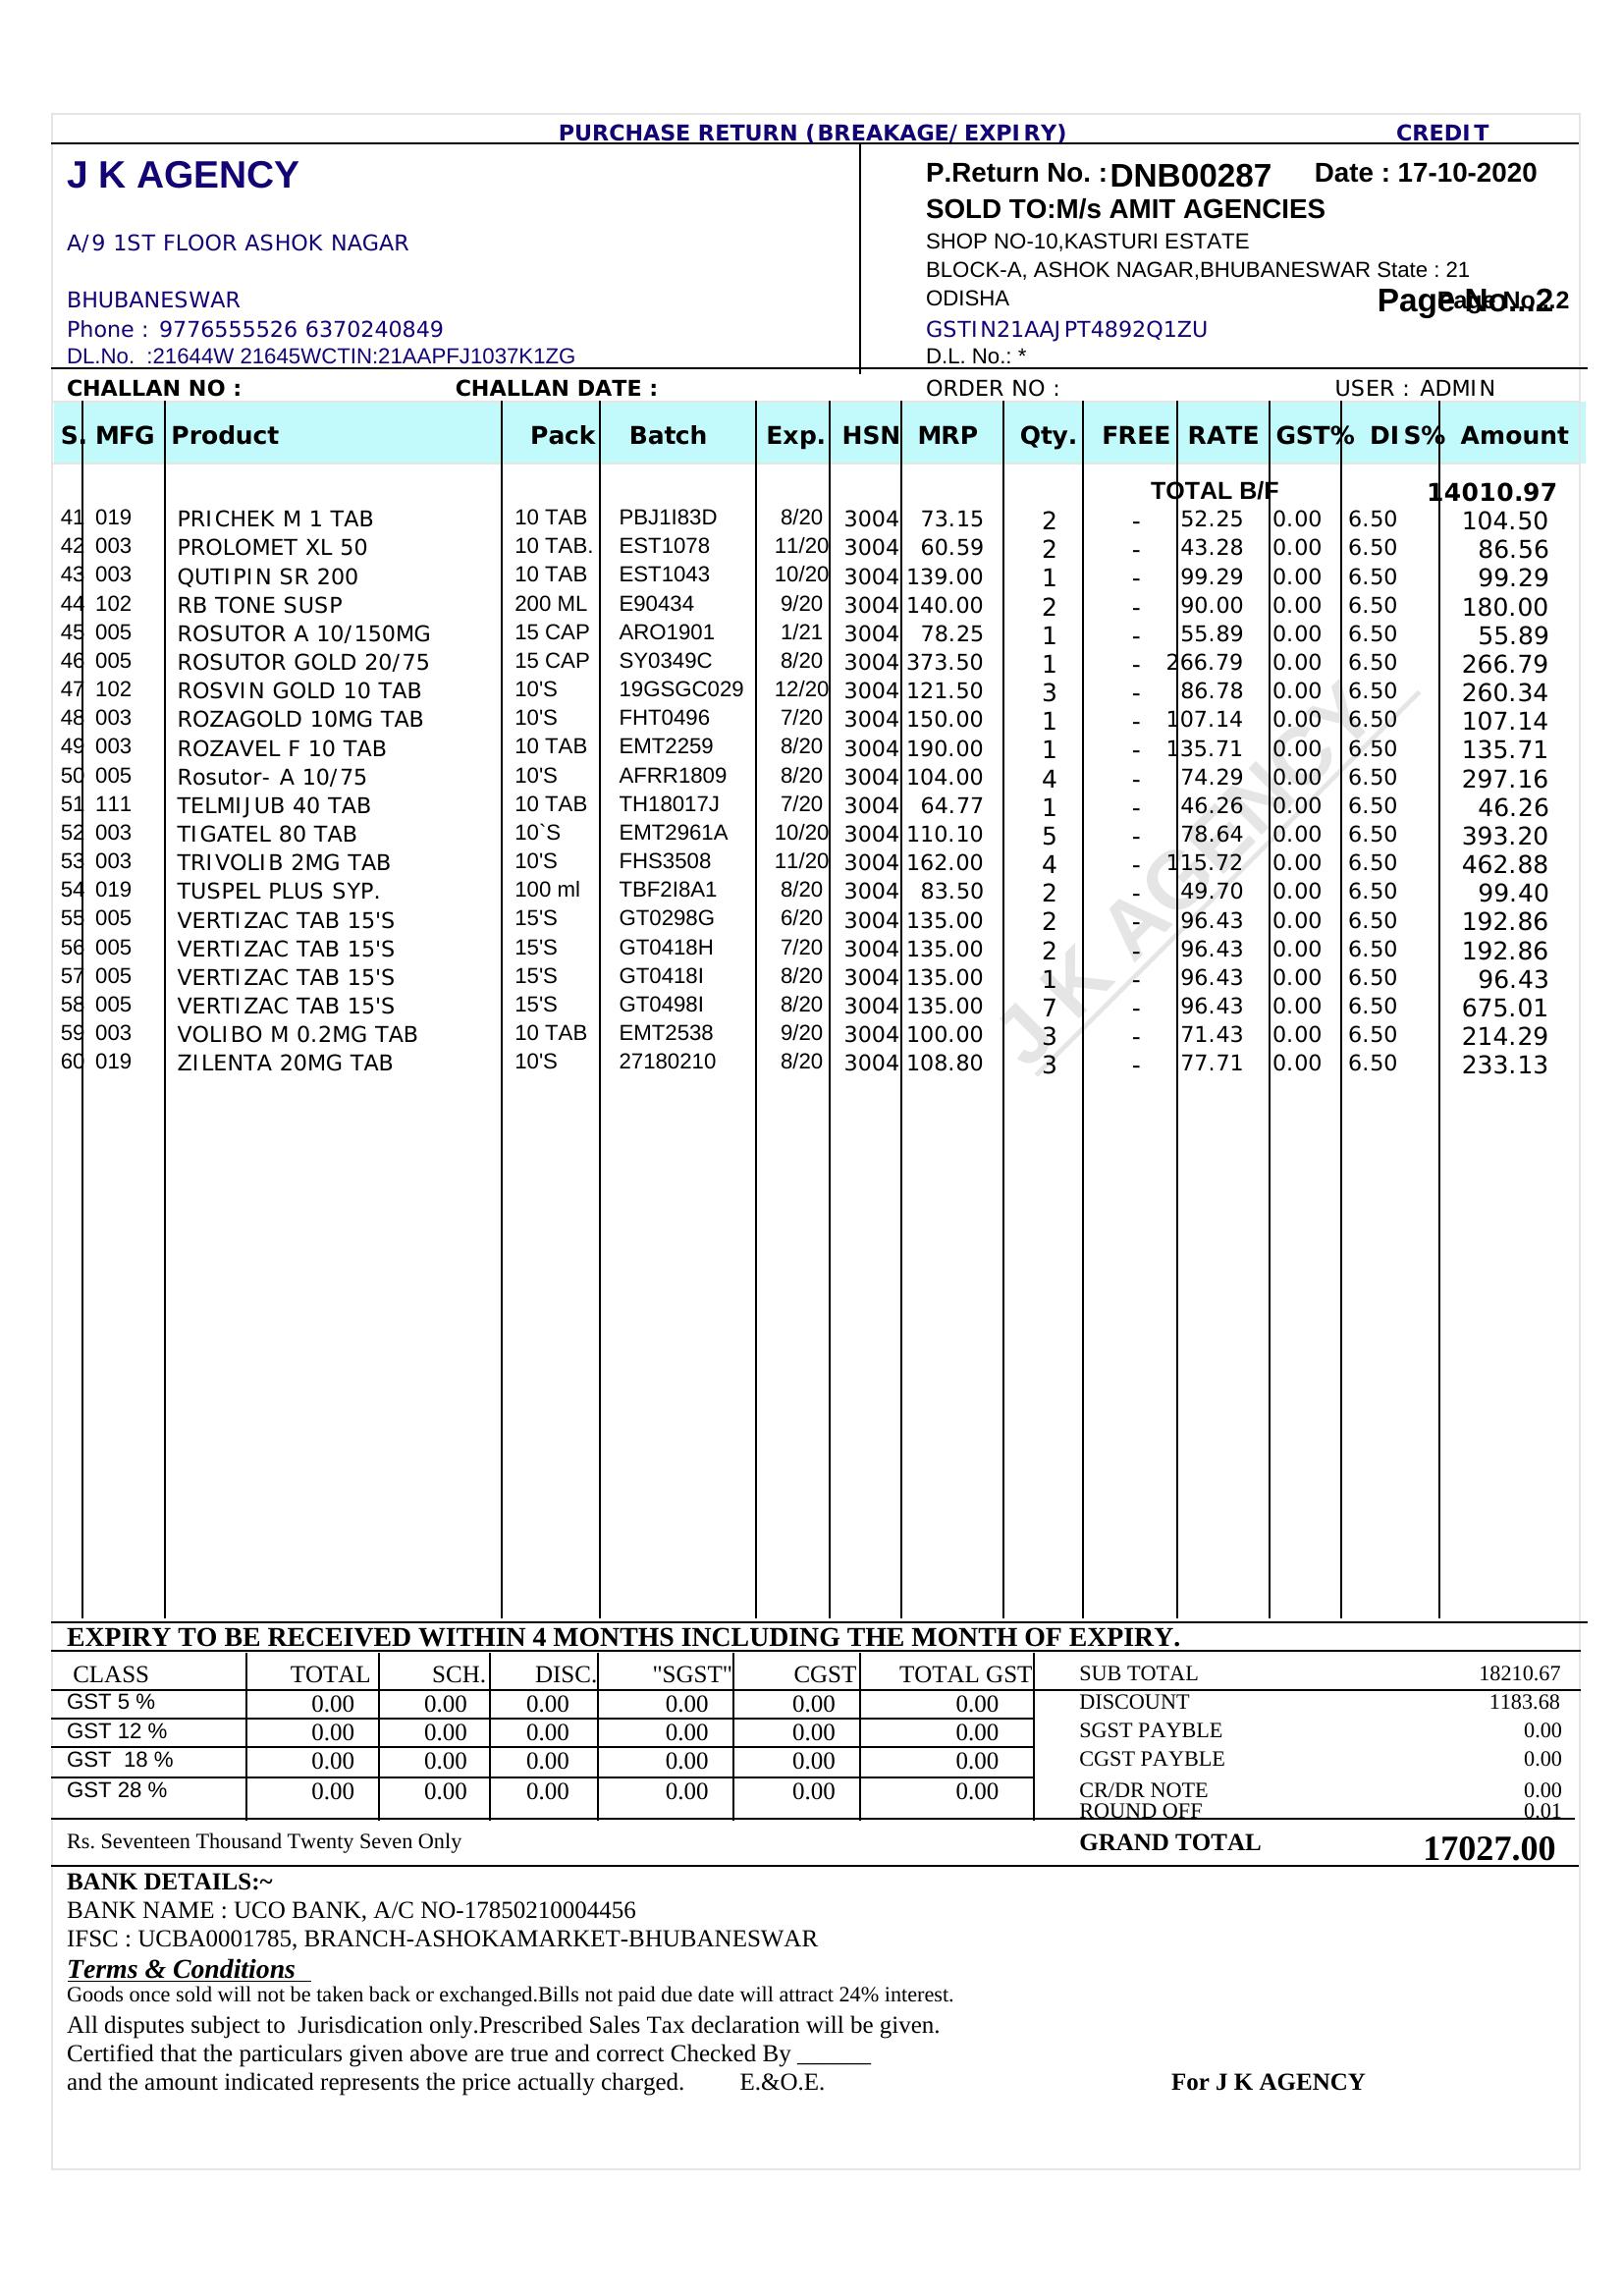 PURCHASE RETURN (BREAKAGE/EXPIRY) CREDIT
J K AGENCY
A/9 1ST FLOOR ASHOK NAGAR
BHUBANESWAR
Phone : 9776555526 6370240849
DL.No. :21644W 21645WCTIN:21AAPFJ1037K1ZG
P.Return No. : DNB00287 Date : 17-10-2020
SOLD TO:M/s AMIT AGENCIES
SHOP NO-10,KASTURI ESTATE
BLOCK-A, ASHOK NAGAR,BHUBANESWAR State : 21
ODISHA Page No...2 Page No..2
GSTIN21AAJPT4892Q1ZU
D.L. No.: *
CHALLAN NO : CHALLAN DATE : ORDER NO : USER : ADMIN
S. MFG Product Pack Batch Exp. HSN MRP Qty. FREE RATE GST% DIS% Amount
TOTAL B/F 14010.97
41 019 PRICHEK M 1 TAB 10 TAB PBJ1I83D 8/20 3004 73.15 2 - 52.25 0.00 6.50 104.50
42 003 PROLOMET XL 50 10 TAB. EST1078 11/20 3004 60.59 2 - 43.28 0.00 6.50 86.56
43 003 QUTIPIN SR 200 10 TAB EST1043 10/20 3004 139.00 1 - 99.29 0.00 6.50 99.29
44 102 RB TONE SUSP 200 ML E90434 9/20 3004 140.00 2 - 90.00 0.00 6.50 180.00
45 005 ROSUTOR A 10/150MG 15 CAP ARO1901 1/21 3004 78.25 1 - 55.89 0.00 6.50 55.89
46 005 ROSUTOR GOLD 20/75 15 CAP SY0349C 8/20 3004 373.50 1 - 266.79 0.00 6.50 266.79
47 102 ROSVIN GOLD 10 TAB 10'S 19GSGC029 12/20 3004 121.50 3 - 86.78 0.00 6.50 260.34
48 003 ROZAGOLD 10MG TAB 10'S FHT0496 7/20 3004 150.00 1 - 107.14 0.00 6.50 107.14
49 003 ROZAVEL F 10 TAB 10 TAB EMT2259 8/20 3004 190.00 1 - 135.71 0.00 6.50 135.71
50 005 Rosutor- A 10/75 10'S AFRR1809 8/20 3004 104.00 4 - 74.29 0.00 6.50 297.16
51 111 TELMIJUB 40 TAB 10 TAB TH18017J 7/20 3004 64.77 1 - 46.26 0.00 6.50 46.26
52 003 TIGATEL 80 TAB 10`S EMT2961A 10/20 3004 110.10 5 - 78.64 0.00 6.50 393.20
53 003 TRIVOLIB 2MG TAB 10'S FHS3508 11/20 3004 162.00 4 - 115.72 0.00 6.50 462.88
54 019 TUSPEL PLUS SYP. 100 ml TBF2I8A1 8/20 3004 83.50 2 - 49.70 0.00 6.50 99.40
55 005 VERTIZAC TAB 15'S 15'S GT0298G 6/20 3004 135.00 2 - 96.43 0.00 6.50 192.86
56 005 VERTIZAC TAB 15'S 15'S GT0418H 7/20 3004 135.00 2 - 96.43 0.00 6.50 192.86
57 005 VERTIZAC TAB 15'S 15'S GT0418I 8/20 3004 135.00 1 - 96.43 0.00 6.50 96.43
58 005 VERTIZAC TAB 15'S 15'S GT0498I 8/20 3004 135.00 7 - 96.43 0.00 6.50 675.01
59 003 VOLIBO M 0.2MG TAB 10 TAB EMT2538 9/20 3004 100.00 3 - 71.43 0.00 6.50 214.29
60 019 ZILENTA 20MG TAB 10'S 27180210 8/20 3004 108.80 3 - 77.71 0.00 6.50 233.13
J K AGENCY
EXPIRY TO BE RECEIVED WITHIN 4 MONTHS INCLUDING THE MONTH OF EXPIRY.
CLASS TOTAL SCH. DISC. "SGST" CGST TOTAL GST SUB TOTAL 18210.67
GST 5 % 0.00 0.00 0.00 0.00 0.00 0.00 DISCOUNT 1183.68
GST 12 % 0.00 0.00 0.00 0.00 0.00 0.00 SGST PAYBLE 0.00
GST 18 % 0.00 0.00 0.00 0.00 0.00 0.00 CGST PAYBLE 0.00
GST 28 % 0.00 0.00 0.00 0.00 0.00 0.00 CR/DR NOTE 0.00
ROUND OFF 0.01
Rs. Seventeen Thousand Twenty Seven Only GRAND TOTAL 17027.00
BANK DETAILS:~
BANK NAME : UCO BANK, A/C NO-17850210004456
IFSC : UCBA0001785, BRANCH-ASHOKAMARKET-BHUBANESWAR
Terms & Conditions
Goods once sold will not be taken back or exchanged.Bills not paid due date will attract 24% interest.
All disputes subject to Jurisdication only.Prescribed Sales Tax declaration will be given.
Certified that the particulars given above are true and correct Checked By ______
and the amount indicated represents the price actually charged. E.&O.E. For J K AGENCY